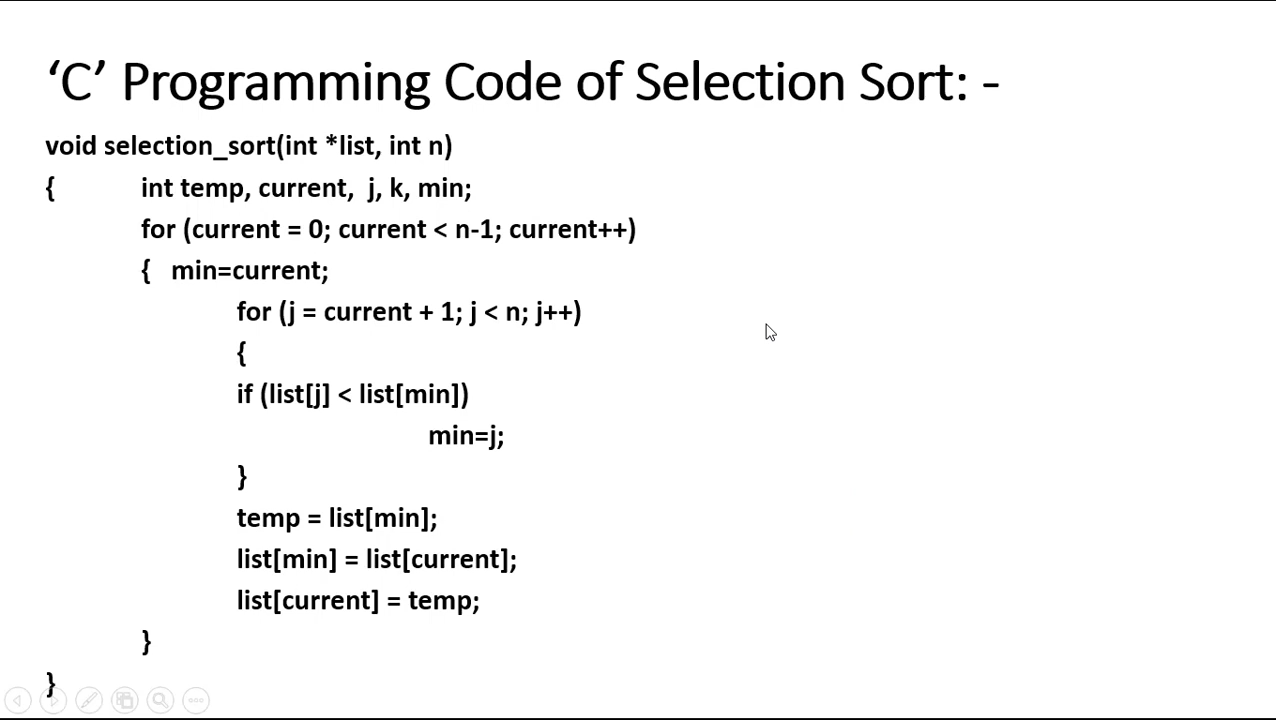 ‘C’ Programming Code of Selection Sort: -
void selection_sort(int *list, int n)
{ int temp, current, j, k, min;
for (current = 0; current < n-1; current++)
{ min=current;
for (j = current + 1; j < n; j++)
{
if (list[j] < list[min])
min=j;
}
temp = list[min];
list[min] = list[current];
list[current] = temp;
}
}